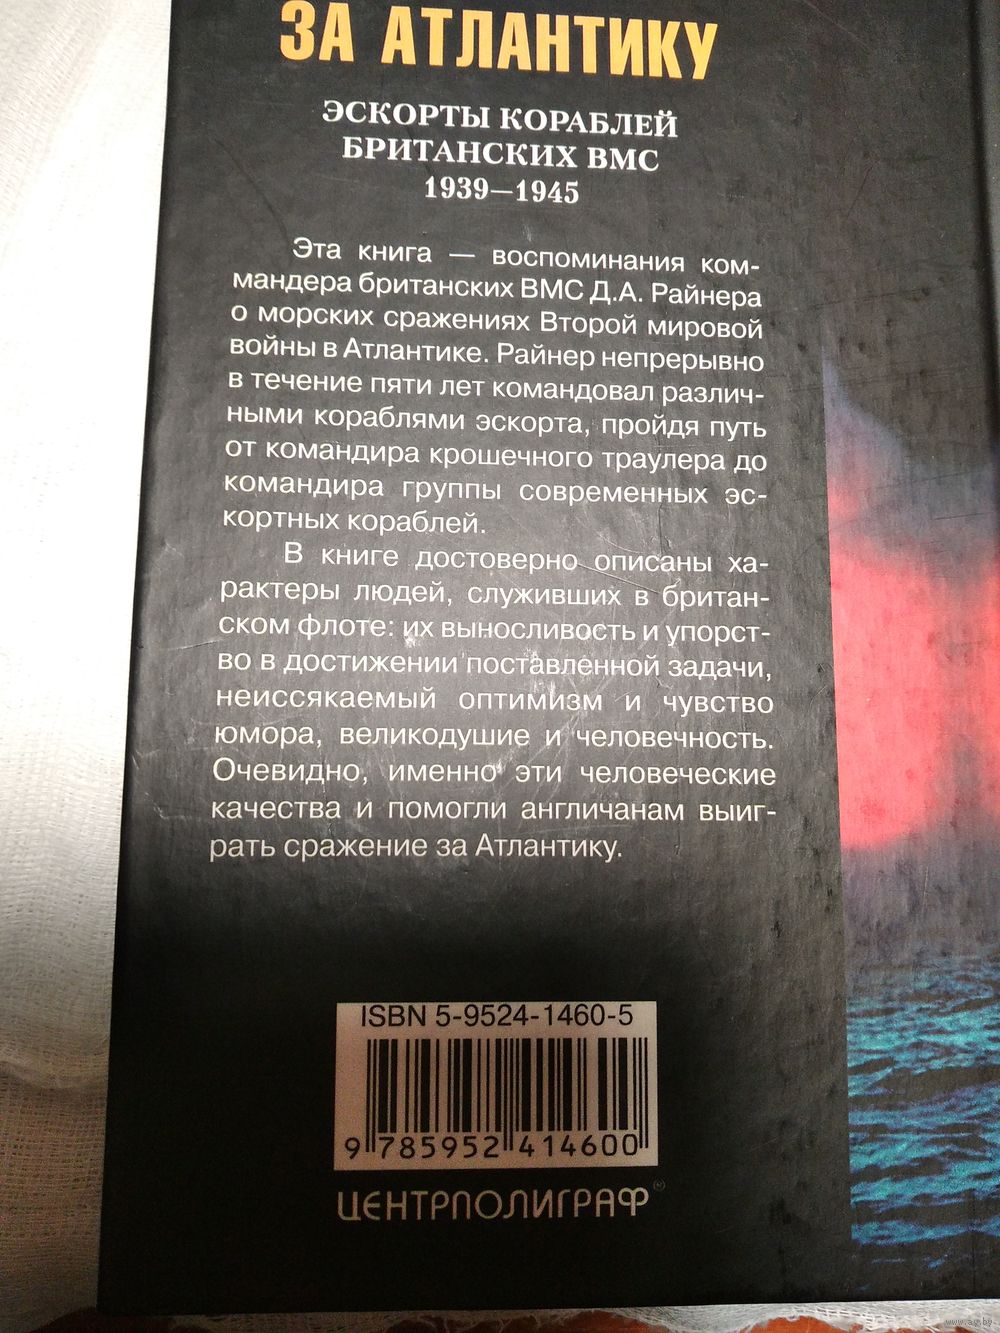 ЗА АТЛАНТИКУ
ЭСКОРТЫ КОРАБЛЕЙ
БРИТАНСКИХ ВМС
1939—1945
Эта книга — воспоминания ком-
мандера британских ВМС Д.А. Райнера
о морских сражениях Второй мировой
войны в Атлантике. Райнер непрерывно
в течение пяти лет командовал различ-
ными кораблями эскорта, пройдя путь
от командира крошечного траулера до
командира группы современных эс-
кортных кораблей.
В книге достоверно описаны ха-
рактеры людей, служивших в британ-
ском флоте: их выносливость и упорст-
во в достижении поставленной задачи,
неиссякаемый оптимизм и чувство
юмора, великодушие и человечность.
Очевидно, именно эти человеческие
качества и помогли англичанам выиг-
рать сражение за Атлантику.
ISBN 5-9524-1460-5
9 785952 414600
ЦЕНТРПОЛИГРАФ®
www.ay.by